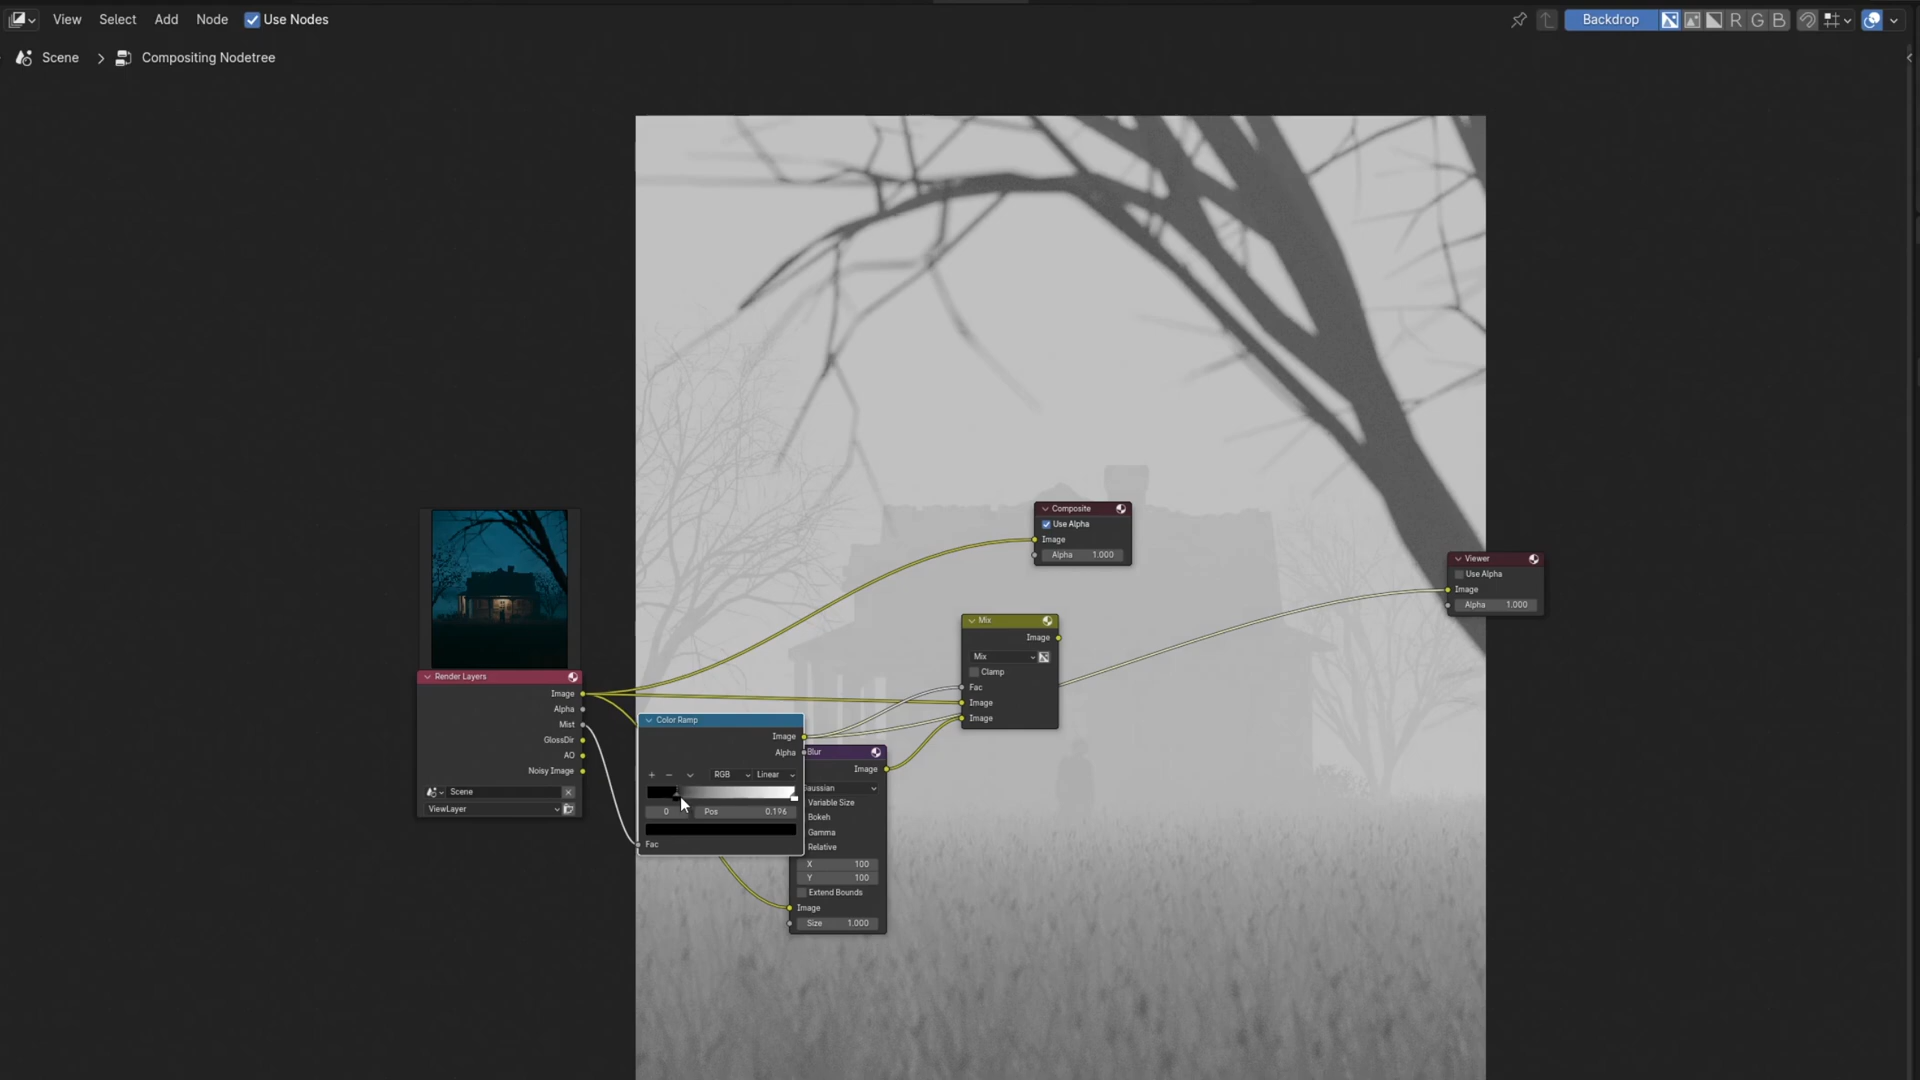 View Select Add Node Use Nodes Backdrop R G B
Scene Compositing Nodetree
Composite
Use Alpha
Image
Alpha 1.000
Viewer
Use Alpha
Image
Alpha 1.000
Mix
Image
Mix
Clamp
Fac
Image
Image
Render Layers
Image
Alpha
Mist
GlossDir
AO
Noisy Image
Scene
ViewLayer
Color Ramp
Image
Alpha
RGB Linear
0 Pos 0.196
Fac
Blur
Image
aussian
Variable Size
Bokeh
Gamma
Relative
X 100
Y 100
Extend Bounds
Image
Size 1.000